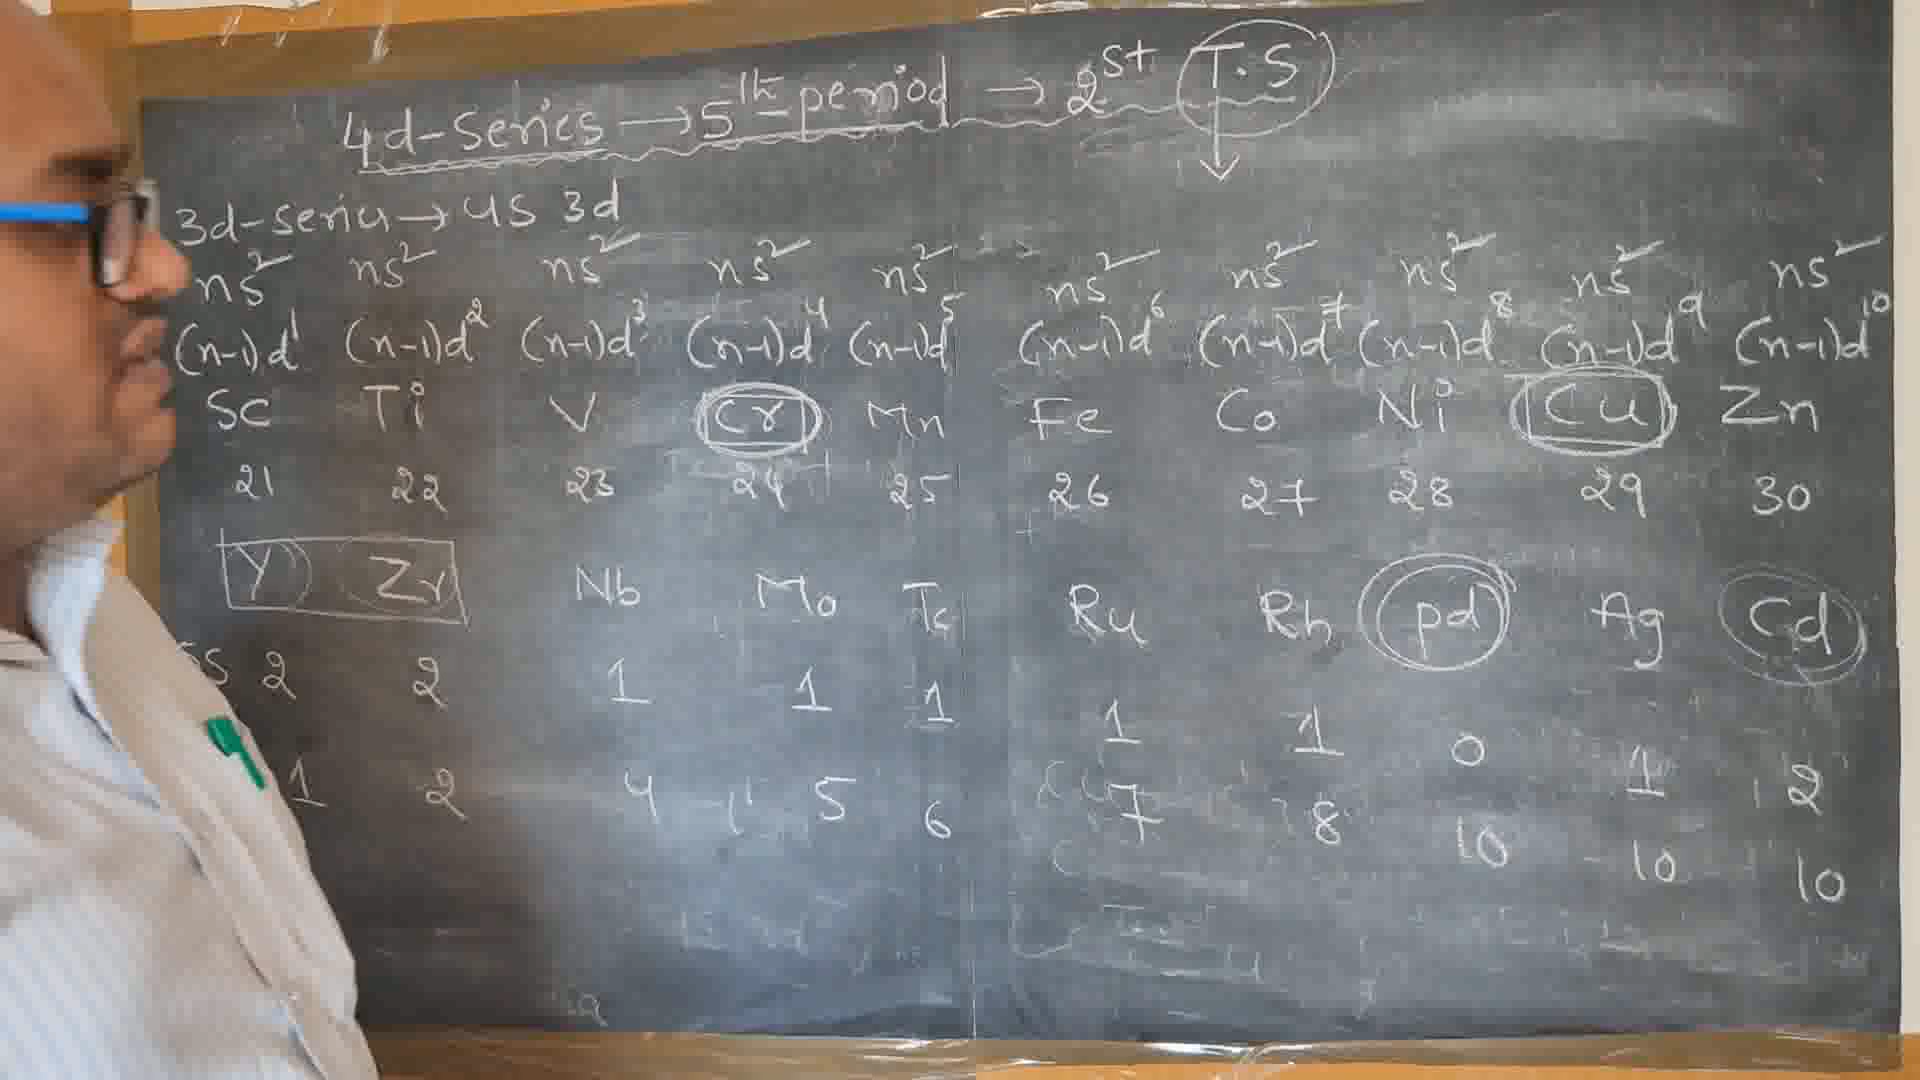 4d-Series → 5th period → 2st T.S
3d-series → 4s 3d
ns² ns² ns² ns² ns² ns² ns² ns² ns² ns²
(n-1)d¹ (n-1)d² (n-1)d³ (n-1)d⁴ (n-1)d⁵ (n-1)d⁶ (n-1)d⁷ (n-1)d⁸ (n-1)d⁹ (n-1)d¹⁰
Sc Ti V Cr Mn Fe Co Ni Cu Zn
21 22 23 24 25 26 27 28 29 30
Y Zr Nb Mo Tc Ru Rh pd Ag Cd
5s 2 2 1 1 1 1 1 0 1 2
1 2 4 5 6 7 8 10 10 10